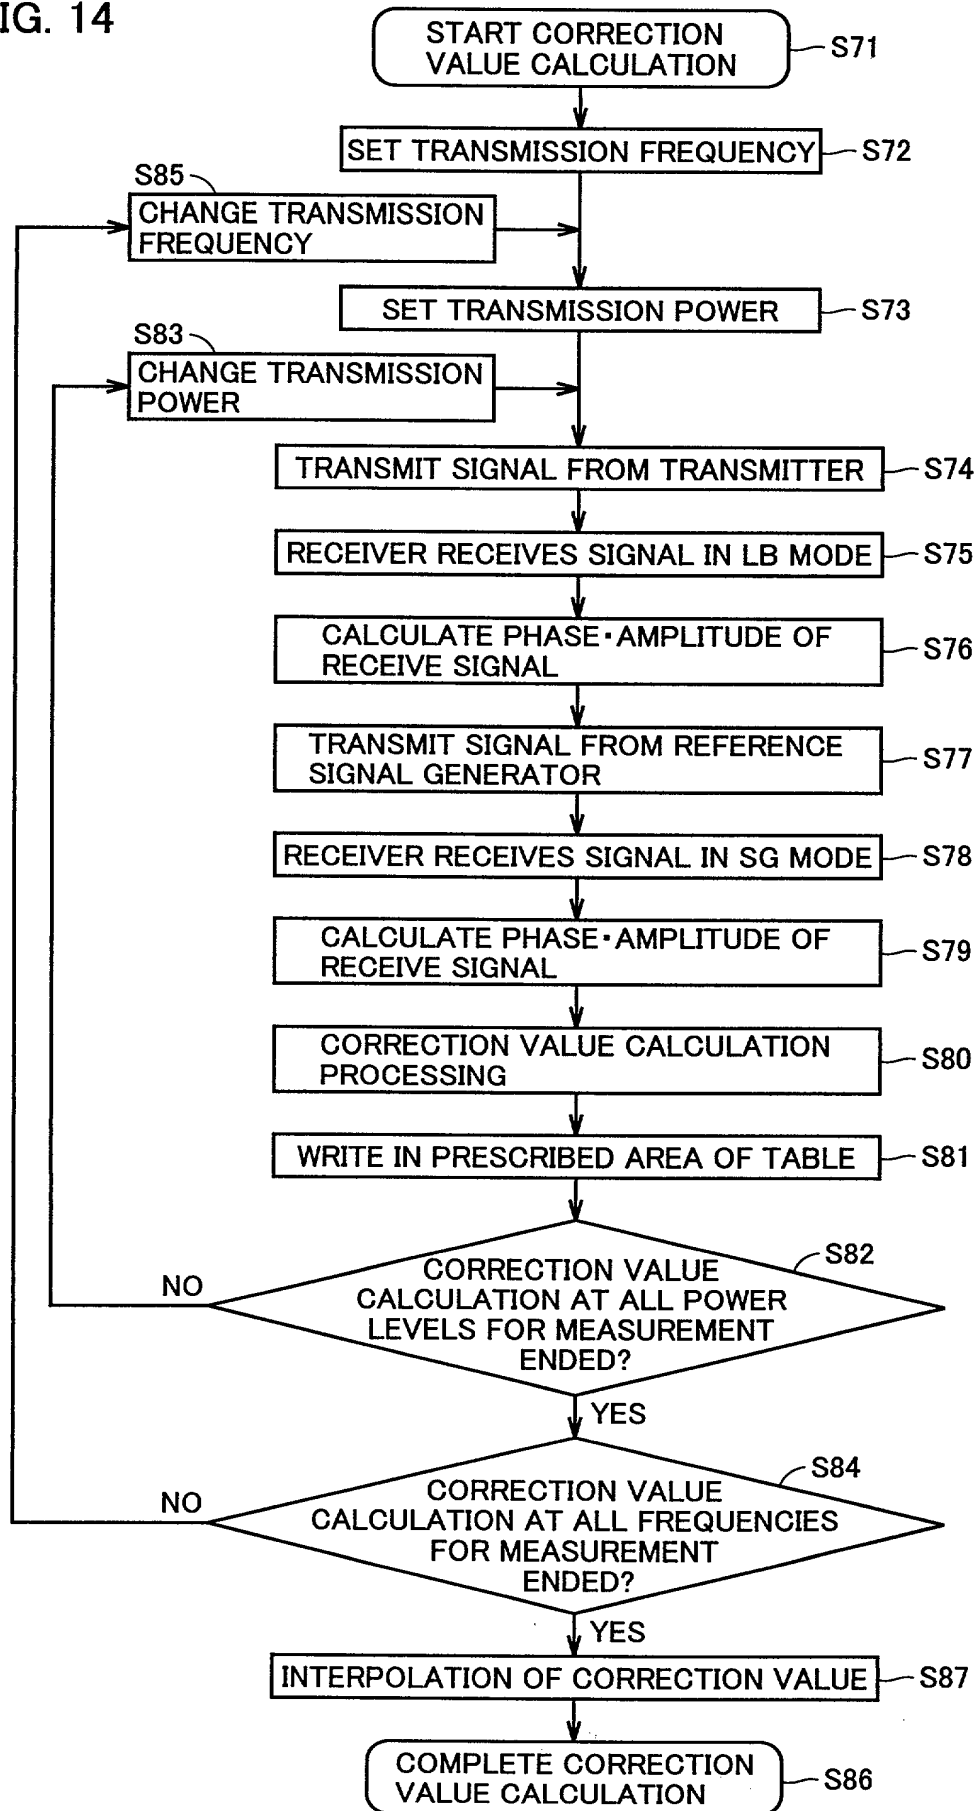 IG. 14
START CORRECTION
VALUE CALCULATION
S71
SET TRANSMISSION FREQUENCY
S72
S85
CHANGE TRANSMISSION
FREQUENCY
SET TRANSMISSION POWER
S73
S83
CHANGE TRANSMISSION
POWER
TRANSMIT SIGNAL FROM TRANSMITTER
S74
RECEIVER RECEIVES SIGNAL IN LB MODE
S75
CALCULATE PHASE・AMPLITUDE OF
RECEIVE SIGNAL
S76
TRANSMIT SIGNAL FROM REFERENCE
SIGNAL GENERATOR
S77
RECEIVER RECEIVES SIGNAL IN SG MODE
S78
CALCULATE PHASE・AMPLITUDE OF
RECEIVE SIGNAL
S79
CORRECTION VALUE CALCULATION
PROCESSING
S80
WRITE IN PRESCRIBED AREA OF TABLE
S81
S82
CORRECTION VALUE
CALCULATION AT ALL POWER
LEVELS FOR MEASUREMENT
ENDED?
NO
YES
S84
CORRECTION VALUE
CALCULATION AT ALL FREQUENCIES
FOR MEASUREMENT
ENDED?
NO
YES
INTERPOLATION OF CORRECTION VALUE
S87
COMPLETE CORRECTION
VALUE CALCULATION
S86